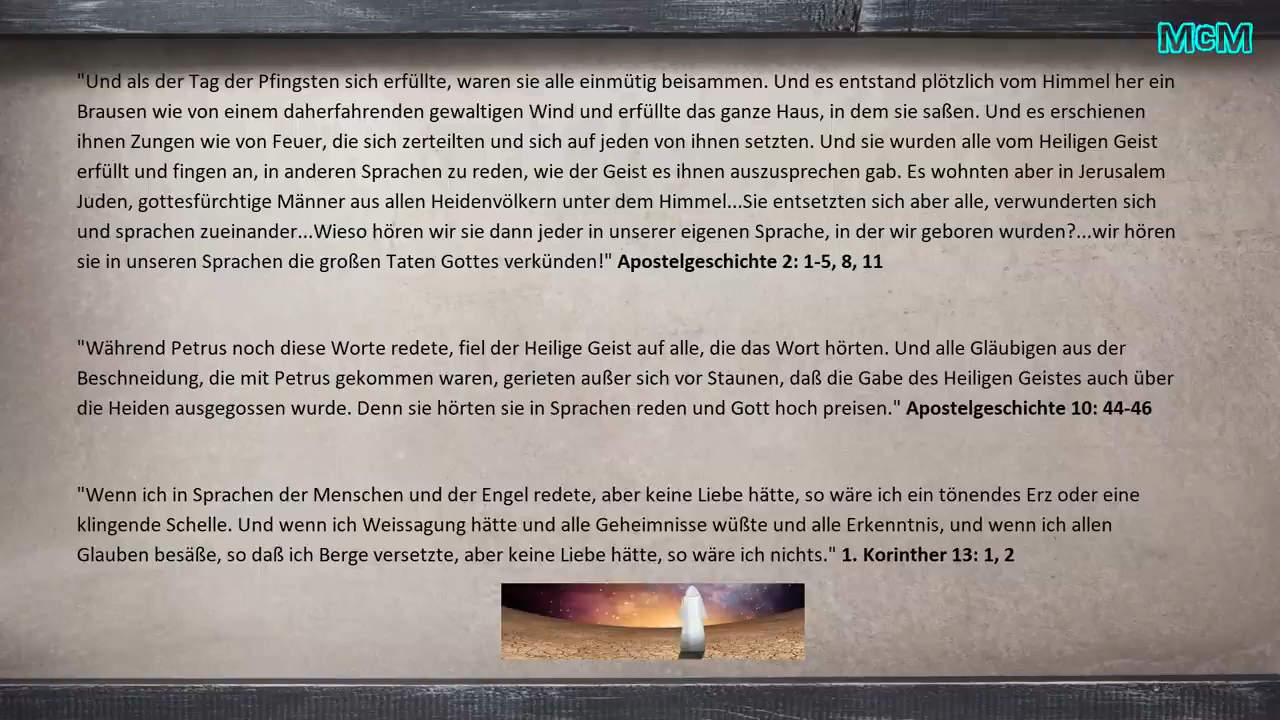 McM
"Und als der Tag der Pfingsten sich erfüllte, waren sie alle einmütig beisammen. Und es entstand plötzlich vom Himmel her ein
Brausen wie von einem daherfahrenden gewaltigen Wind und erfüllte das ganze Haus, in dem sie saßen. Und es erschienen
ihnen Zungen wie von Feuer, die sich zerteilten und sich auf jeden von ihnen setzten. Und sie wurden alle vom Heiligen Geist
erfüllt und fingen an, in anderen Sprachen zu reden, wie der Geist es ihnen auszusprechen gab. Es wohnten aber in Jerusalem
Juden, gottesfürchtige Männer aus allen Heidenvölkern unter dem Himmel...Sie entsetzten sich aber alle, verwunderten sich
und sprachen zueinander...Wieso hören wir sie dann jeder in unserer eigenen Sprache, in der wir geboren wurden?...wir hören
sie in unseren Sprachen die großen Taten Gottes verkünden!" Apostelgeschichte 2: 1-5, 8, 11
"Während Petrus noch diese Worte redete, fiel der Heilige Geist auf alle, die das Wort hörten. Und alle Gläubigen aus der
Beschneidung, die mit Petrus gekommen waren, gerieten außer sich vor Staunen, daß die Gabe des Heiligen Geistes auch über
die Heiden ausgegossen wurde. Denn sie hörten sie in Sprachen reden und Gott hoch preisen." Apostelgeschichte 10: 44-46
"Wenn ich in Sprachen der Menschen und der Engel redete, aber keine Liebe hätte, so wäre ich ein tönendes Erz oder eine
klingende Schelle. Und wenn ich Weissagung hätte und alle Geheimnisse wüßte und alle Erkenntnis, und wenn ich allen
Glauben besäße, so daß ich Berge versetzte, aber keine Liebe hätte, so wäre ich nichts." 1. Korinther 13: 1, 2